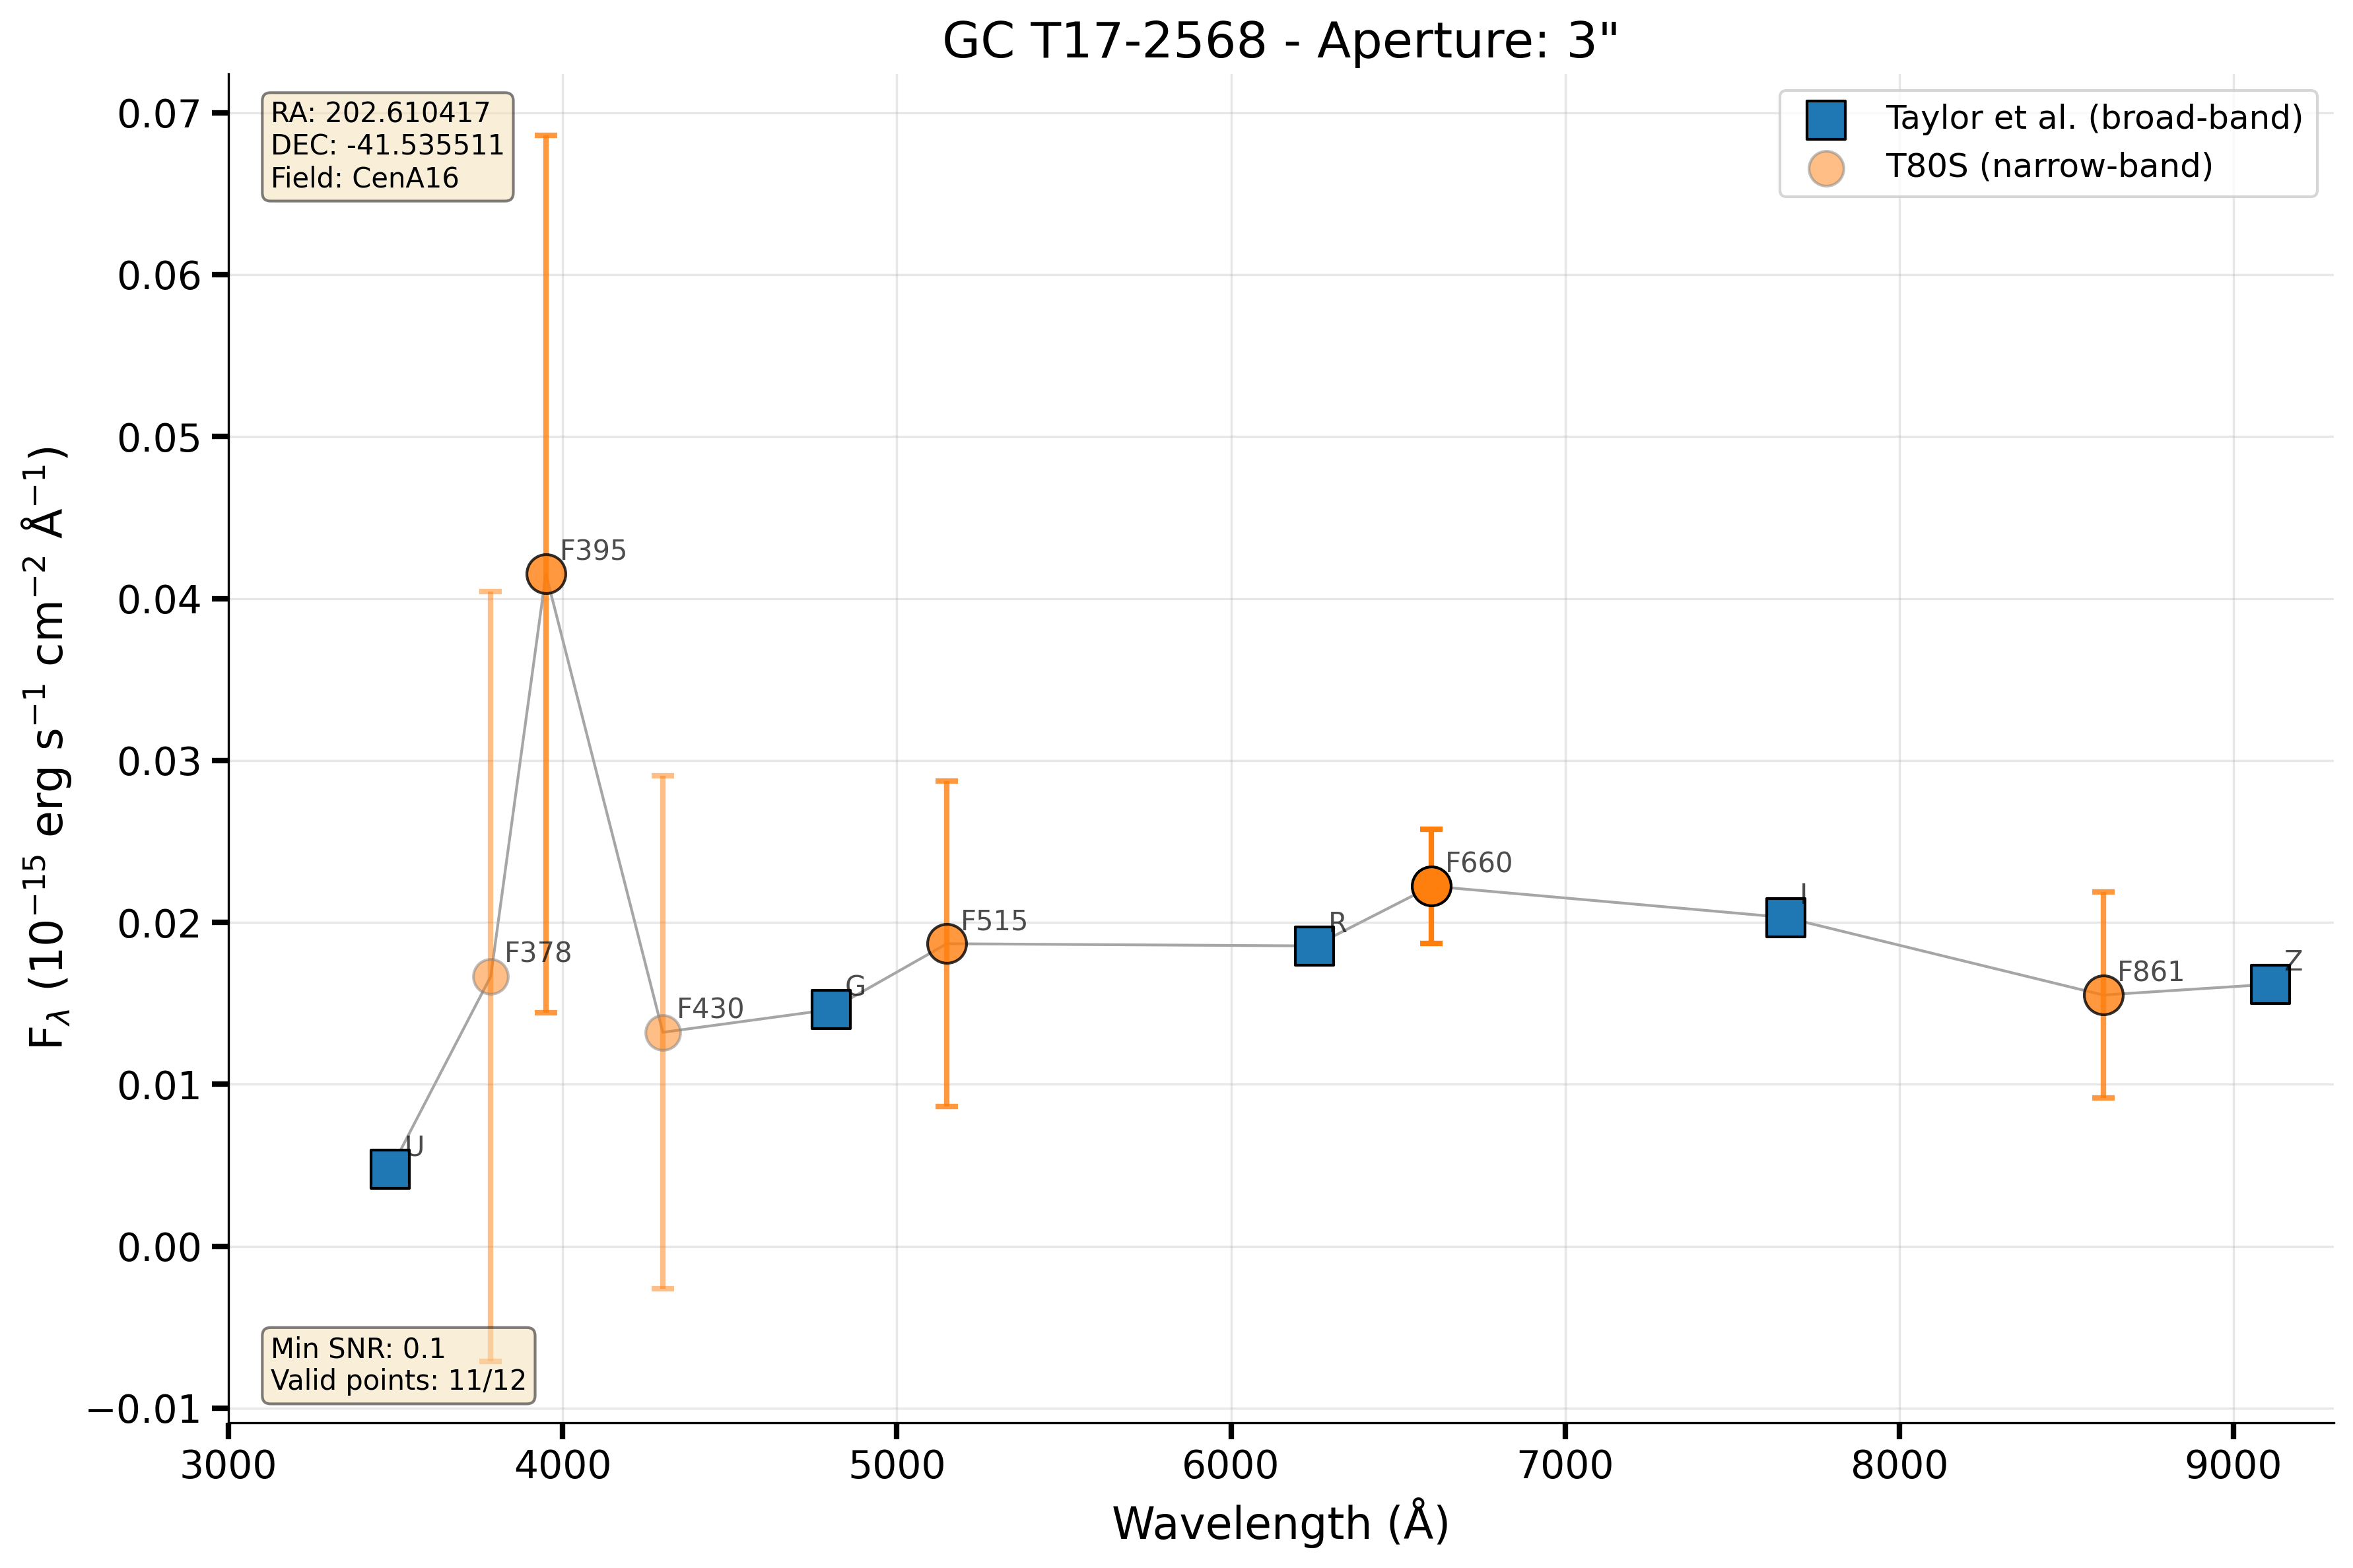 GC T17-2568 - Aperture: 3"
RA: 202.610417
DEC: -41.535511
Field: CenA16
Taylor et al. (broad-band)
T80S (narrow-band)
0.07
0.06
0.05
0.04
0.03
0.02
0.01
0.00
−0.01
F_λ (10⁻¹⁵ erg s⁻¹ cm⁻² Å⁻¹)
U
F378
F395
F430
G
F515
R
F660
I
F861
Z
Min SNR: 0.1
Valid points: 11/12
3000 4000 5000 6000 7000 8000 9000
Wavelength (Å)